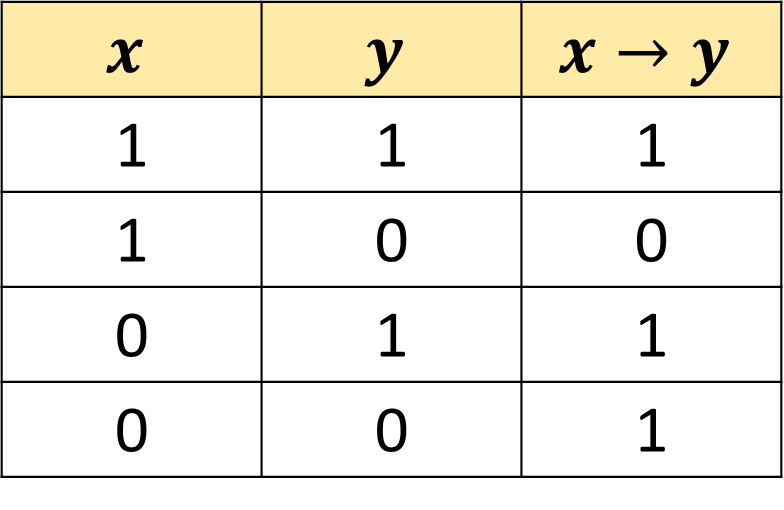 x y x → y
1 1 1
1 0 0
0 1 1
0 0 1